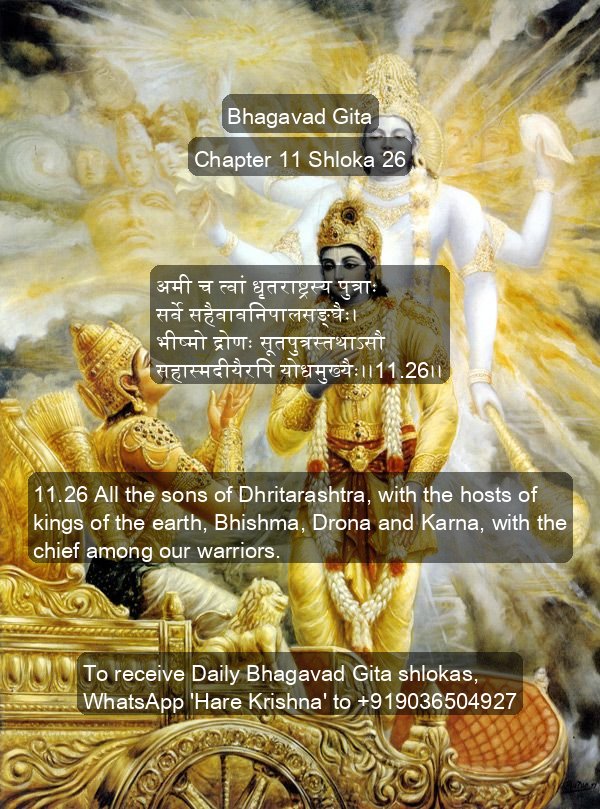 Bhagavad Gita
Chapter 11 Shloka 26
अमी च त्वां धृतराष्ट्रस्य पुत्राः
सर्वे सहैवावनिपालसङ्घैः।
भीष्मो द्रोणः सूतपुत्रस्तथाऽसौ
सहास्मदीयैरपि योधमुख्यैः।।11.26।।
11.26 All the sons of Dhritarashtra, with the hosts of
kings of the earth, Bhishma, Drona and Karna, with the
chief among our warriors.
To receive Daily Bhagavad Gita shlokas,
WhatsApp 'Hare Krishna' to +919036504927